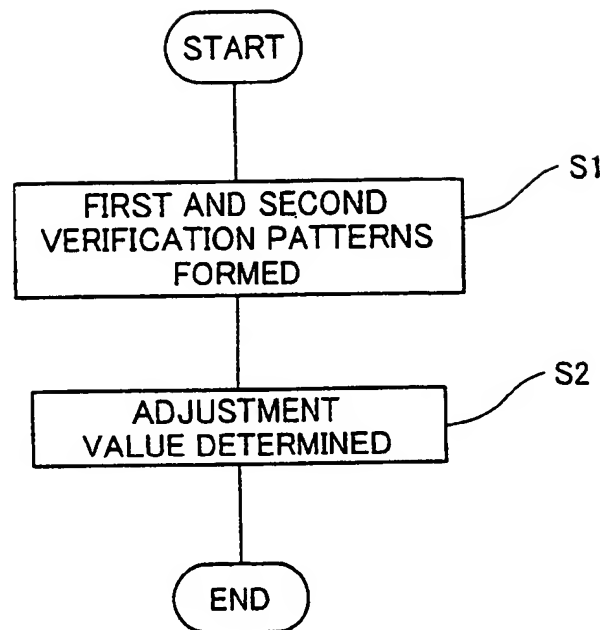 START
S1
FIRST AND SECOND
VERIFICATION PATTERNS
FORMED
S2
ADJUSTMENT
VALUE DETERMINED
END